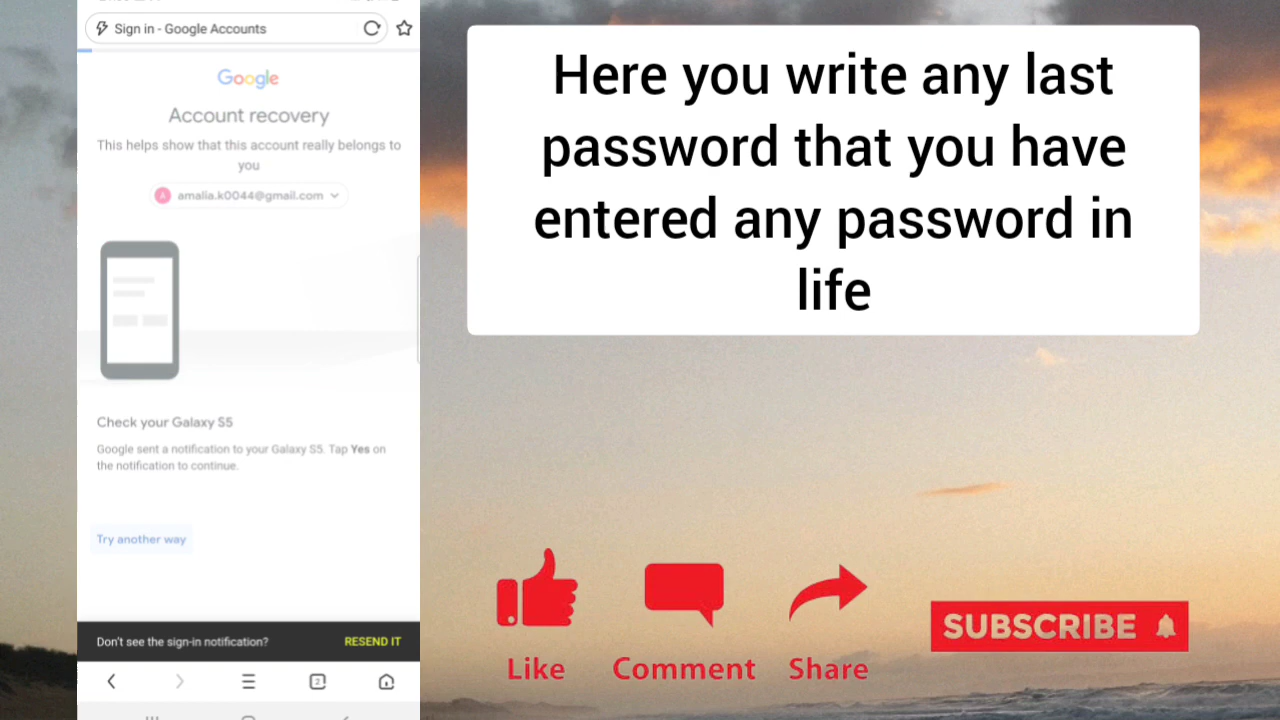 Sign in - Google Accounts
Google
Account recovery
This helps show that this account really belongs to
you
A amalia.k0044@gmail.com
Check your Galaxy S5
Google sent a notification to your Galaxy S5. Tap Yes on
the notification to continue.
Try another way
Don't see the sign-in notification? RESEND IT
2
Here you write any last
password that you have
entered any password in
life
Like Comment Share
SUBSCRIBE